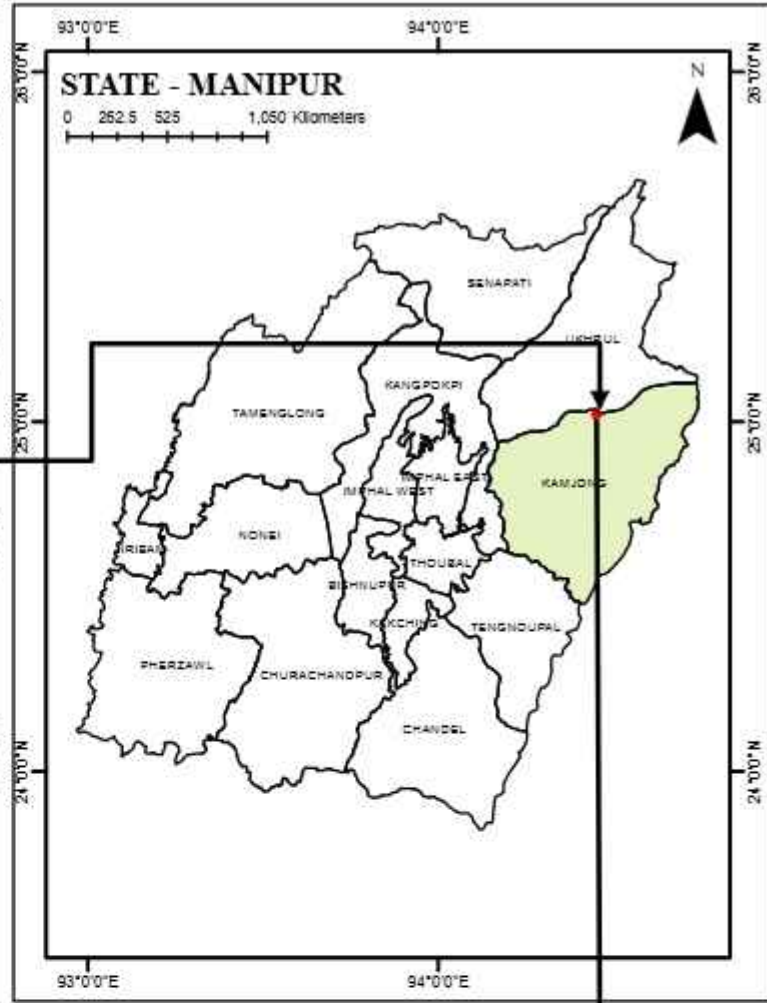 93°0'0"E 94°0'0"E
26°0'0"N 26°0'0"N
STATE - MANIPUR
N
0 262.5 525 1,050 Kilometers
SENAPATI
UKHRUL
KANGPOKPI
TAMENGLONG
25°0'0"N 25°0'0"N
IMPHAL EAST
KAMJONG
IMPHAL WEST
NONEI
JIRIBAM
THOUBAL
BISHNUPUR
KAKCHING
TENGNOUPAL
PHERZAWL
CHURACHANDPUR
CHANDEL
24°0'0"N 24°0'0"N
93°0'0"E 94°0'0"E